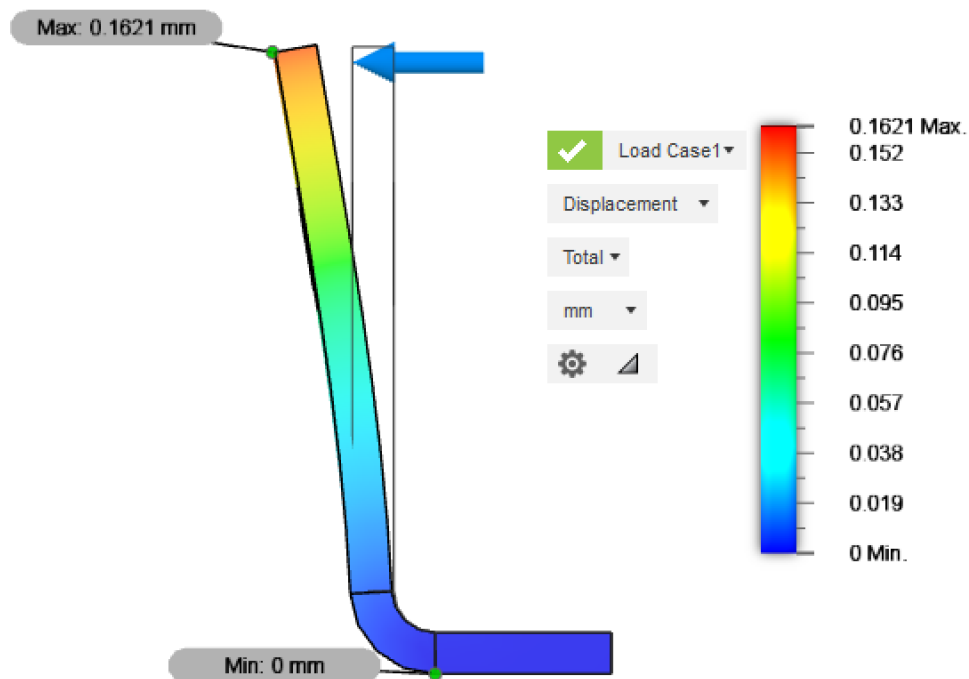 Max: 0.1621 mm
Load Case1
Displacement
Total
mm
0.1621 Max.
0.152
0.133
0.114
0.095
0.076
0.057
0.038
0.019
0 Min.
Min: 0 mm